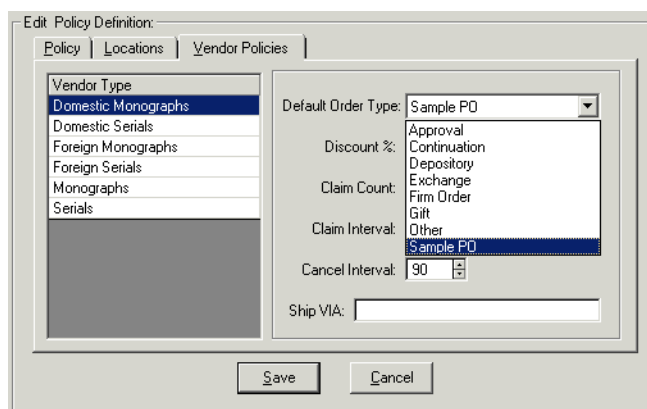 Edit Policy Definition:
Policy
Locations
Vendor Policies
Vendor Type
Domestic Monographs
Domestic Serials
Foreign Monographs
Foreign Serials
Monographs
Serials
Default Order Type: Sample PO
Approval
Continuation
Depository
Exchange
Firm Order
Gift
Other
Sample PO
Discount %:
Claim Count:
Claim Interval:
Cancel Interval: 90
Ship VIA:
Save
Cancel